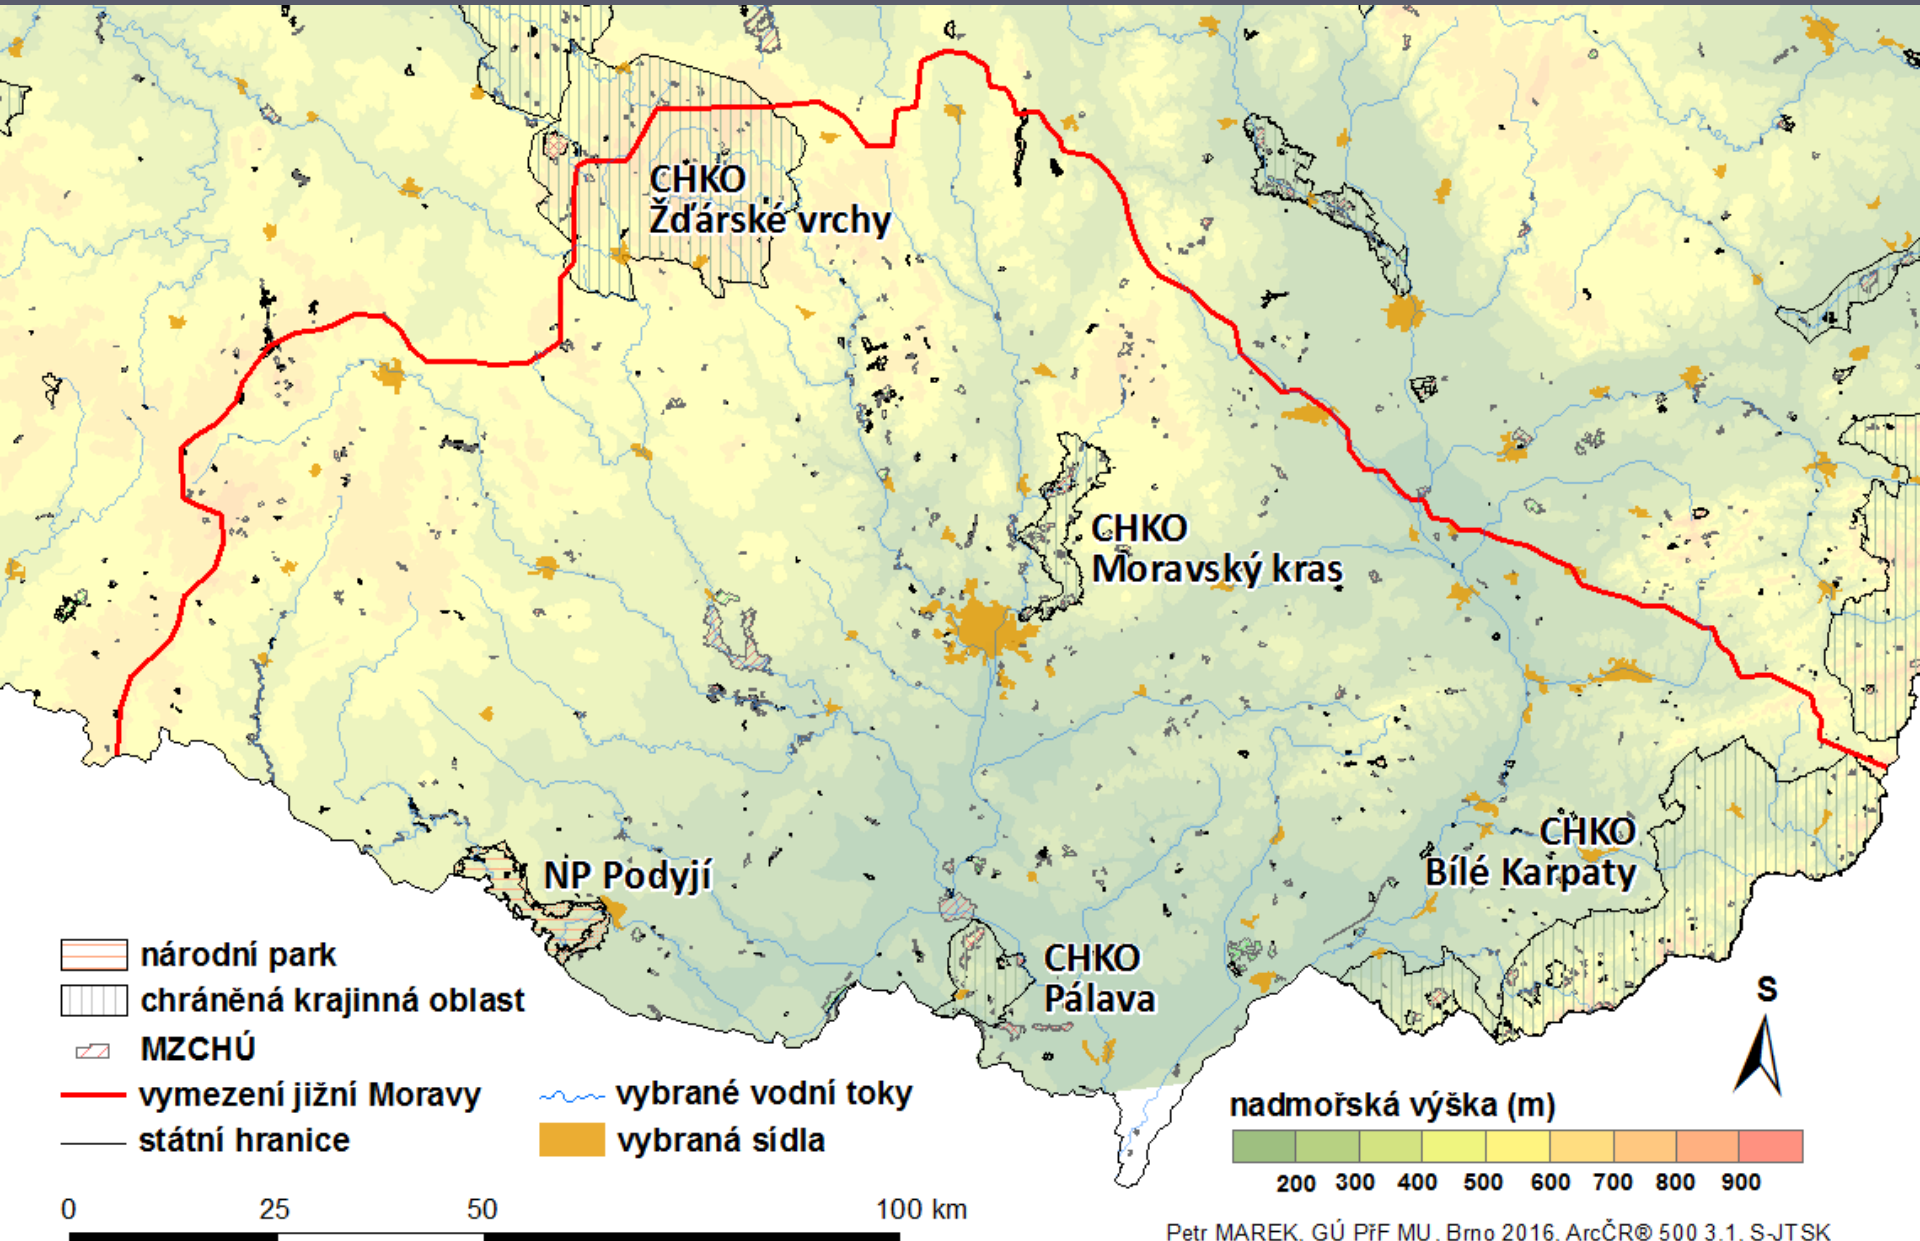 CHKO
Žďárské vrchy
CHKO
Moravský kras
CHKO
Bílé Karpaty
NP Podyjí
CHKO
Pálava
národní park
chráněná krajinná oblast
MZCHÚ
vymezení jižní Moravy
státní hranice
vybrané vodní toky
vybraná sídla
S
nadmořská výška (m)
200 300 400 500 600 700 800 900
0 25 50 100 km
Petr MAREK, GÚ PřF MU, Brno 2016, ArcČR® 500 3.1, S-JTSK